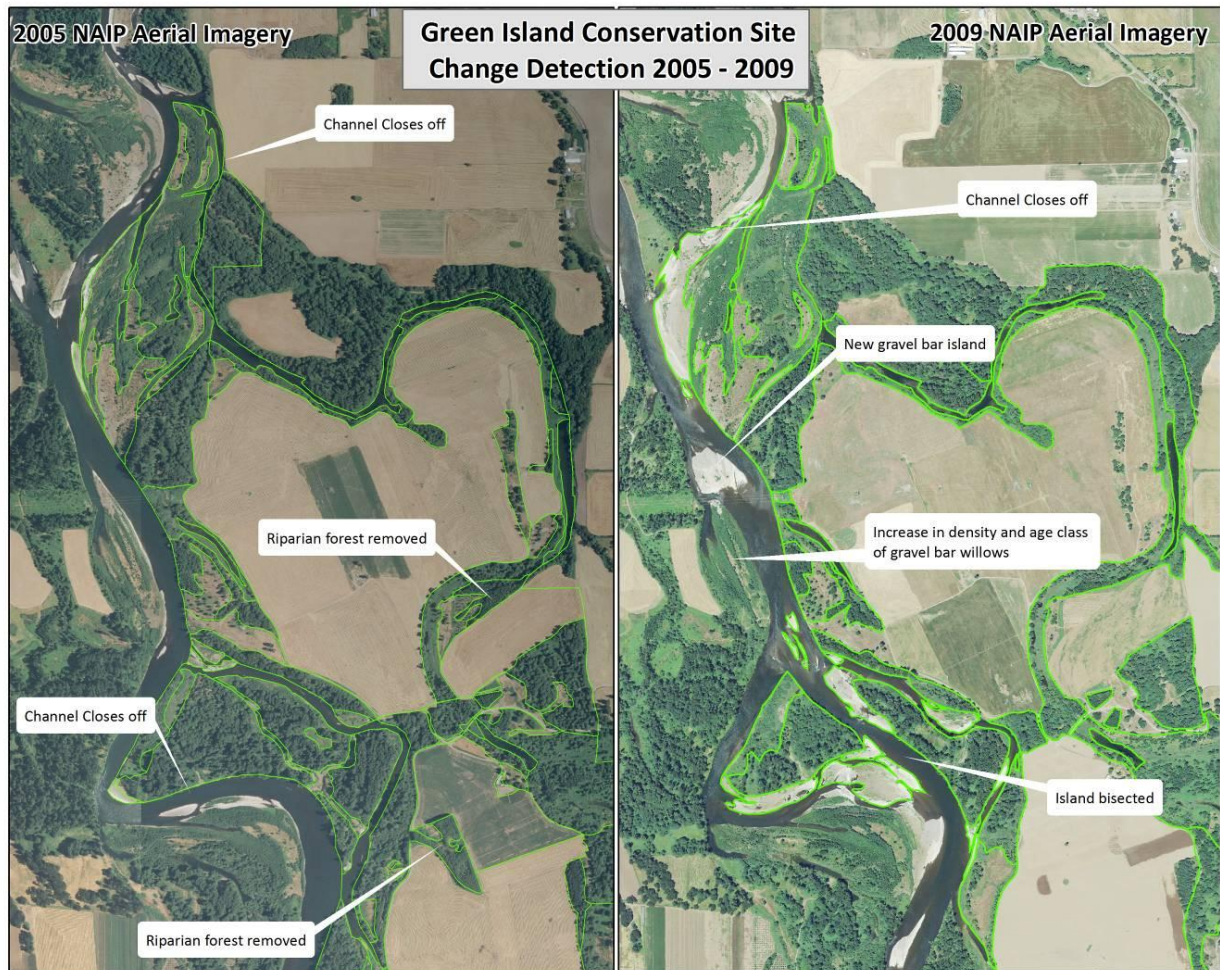 2005 NAIP Aerial Imagery
Green Island Conservation Site
Change Detection 2005 - 2009
2009 NAIP Aerial Imagery
Channel Closes off
Riparian forest removed
Channel Closes off
Riparian forest removed
Channel Closes off
New gravel bar island
Increase in density and age class
of gravel bar willows
Island bisected